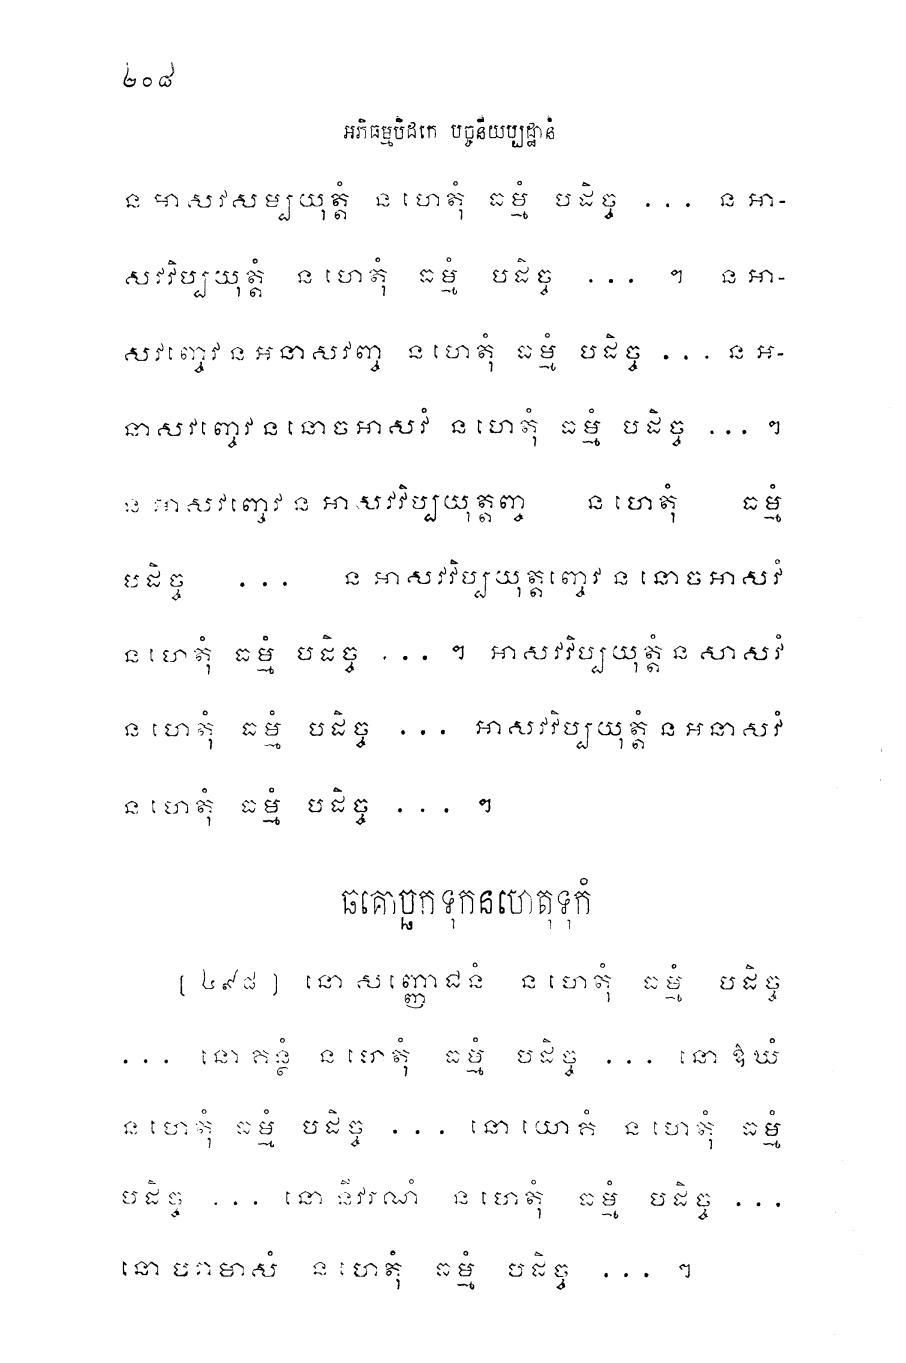 ២០៨
អភិធម្មបិដកេ បច្ចនីយប្បដ្ឋានំ
ន អាសវសម្បយុត្តំ ន ហេតុំ ធម្មំ បដិច្ច ... ន អា-
សវវិប្បយុត្តំ ន ហេតុំ ធម្មំ បដិច្ច ... ។ ន អា-
សវញ្ចេវ ន អនាសវញ្ច ន ហេតុំ ធម្មំ បដិច្ច ... ន អ-
នាសវញ្ចេវ ន នោច អាសវំ ន ហេតុំ ធម្មំ បដិច្ច ... ។
ន អាសវញ្ចេវ ន អាសវវិប្បយុត្តញ្ច ន ហេតុំ ធម្មំ
បដិច្ច ... ន អាសវវិប្បយុត្តញ្ចេវ ន នោច អាសវំ
ន ហេតុំ ធម្មំ បដិច្ច ... ។ អាសវវិប្បយុត្តំ ន សាសវំ
ន ហេតុំ ធម្មំ បដិច្ច ... អាសវវិប្បយុត្តំ ន អនាសវំ
ន ហេតុំ ធម្មំ បដិច្ច ... ។
ឆគោច្ឆកទុកនហេតុទុកំ
[៤៩៨] នោ សញ្ញោជនំ ន ហេតុំ ធម្មំ បដិច្ច
... នោ គន្ថំ ន ហេតុំ ធម្មំ បដិច្ច ... នោ ឱឃំ
ន ហេតុំ ធម្មំ បដិច្ច ... នោ យោគំ ន ហេតុំ ធម្មំ
បដិច្ច ... នោ នីវរណំ ន ហេតុំ ធម្មំ បដិច្ច ...
នោ បរាមាសំ ន ហេតុំ ធម្មំ បដិច្ច ... ។